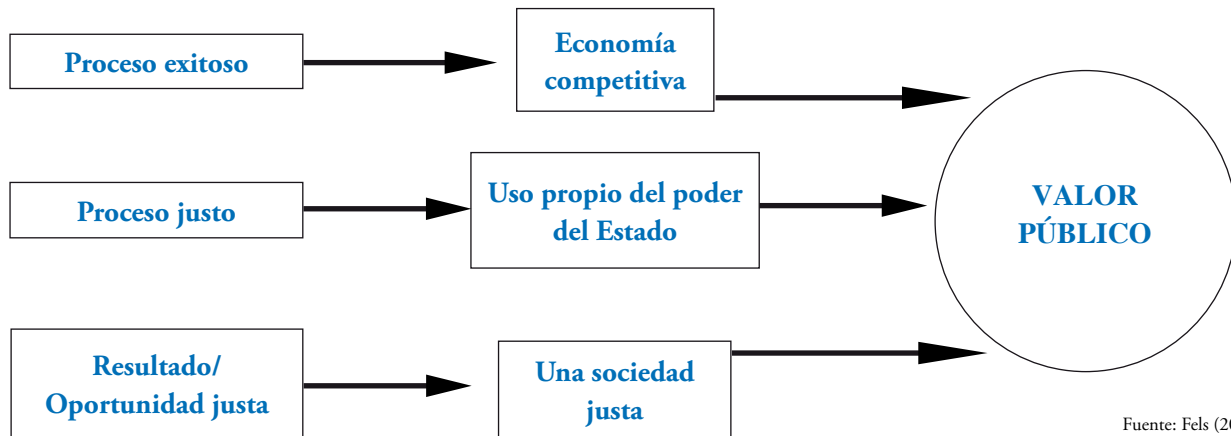 Proceso exitoso
Economía
competitiva
Proceso justo
Uso propio del poder
del Estado
VALOR
PÚBLICO
Resultado/
Oportunidad justa
Una sociedad
justa
Fuente: Fels (20